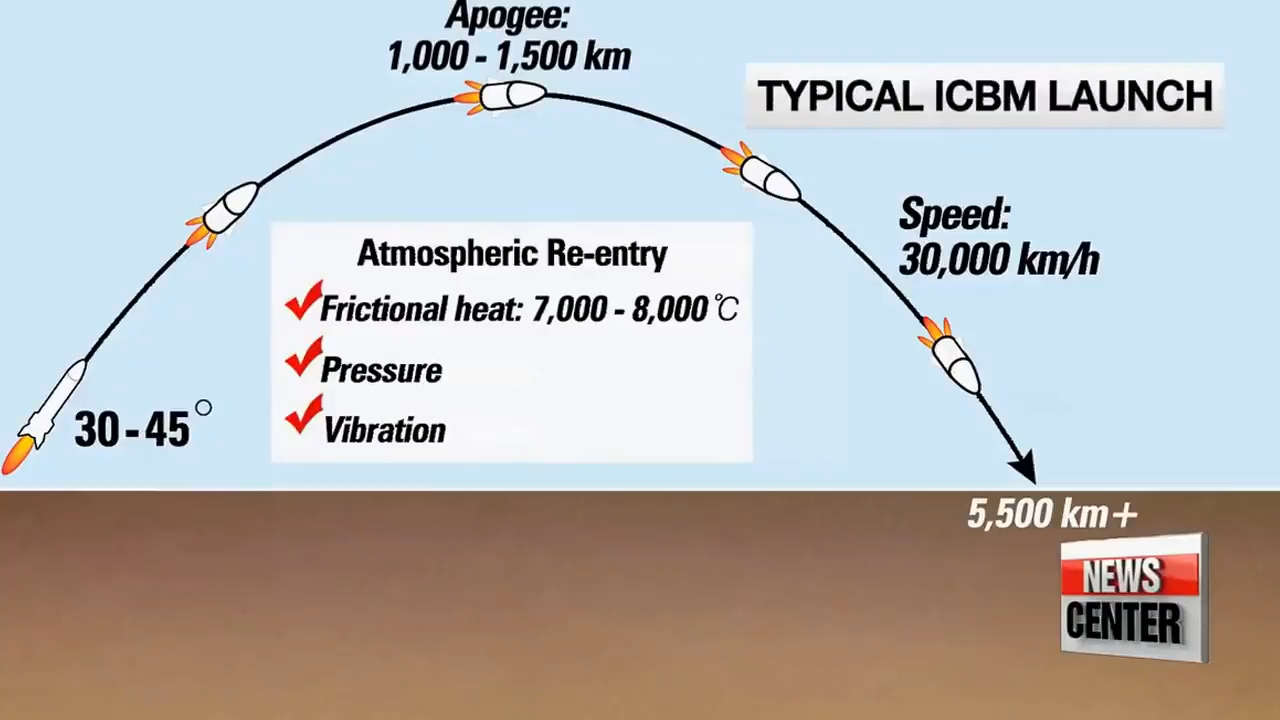 Apogee:
1,000 - 1,500 km
TYPICAL ICBM LAUNCH
Speed:
30,000 km/h
Atmospheric Re-entry
Frictional heat: 7,000 - 8,000 ℃
Pressure
Vibration
30-45°
5,500 km+
NEWS
CENTER